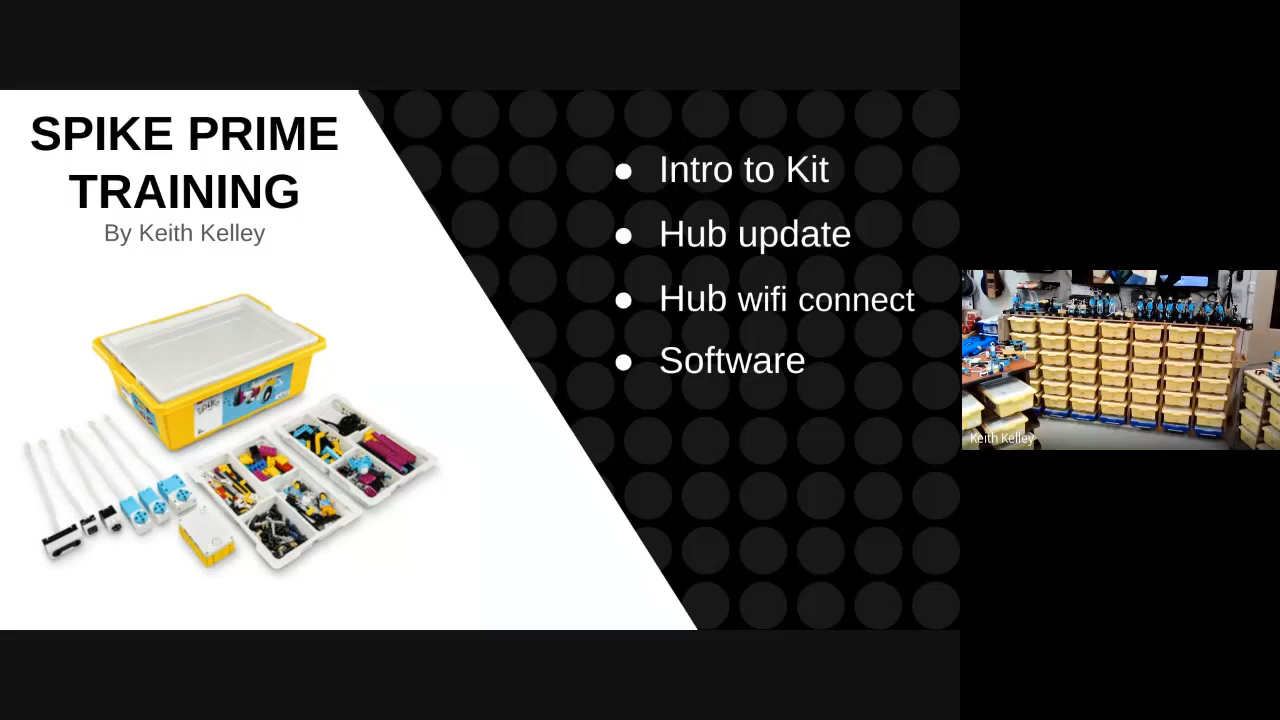 SPIKE PRIME
TRAINING
By Keith Kelley
● Intro to Kit
● Hub update
● Hub wifi connect
● Software
Keith Kelley